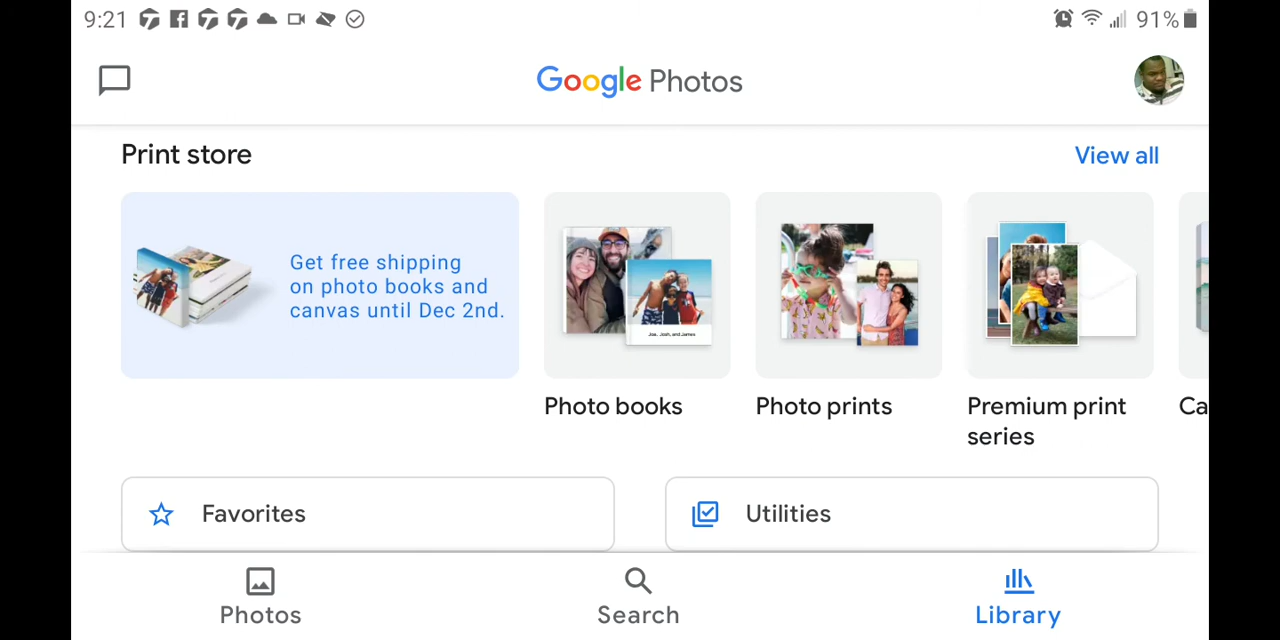 9:21
91%
Google Photos
Print store
View all
Get free shipping
on photo books and
canvas until Dec 2nd.
Photo books
Photo prints
Premium print
series
Ca
Favorites
Utilities
Photos
Search
Library